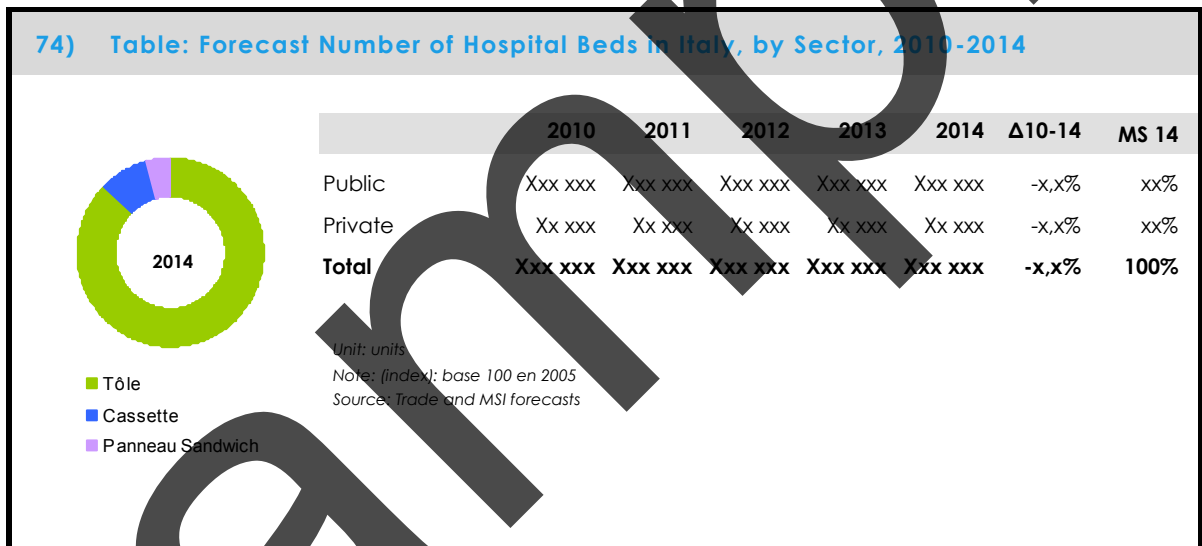 74) Table: Forecast Number of Hospital Beds in Italy, by Sector, 2010-2014
2010 2011 2012 2013 2014 Δ10-14 MS 14
Public Xxx xxx Xxx xxx Xxx xxx Xxx xxx Xxx xxx -x,x% xx%
Private Xx xxx Xx xxx Xx xxx Xx xxx Xx xxx -x,x% xx%
Total Xxx xxx Xxx xxx Xxx xxx Xxx xxx Xxx xxx -x,x% 100%
2014
Unit: units
Note: (index): base 100 en 2005
Source: Trade and MSI forecasts
Tôle
Cassette
Panneau Sandwich